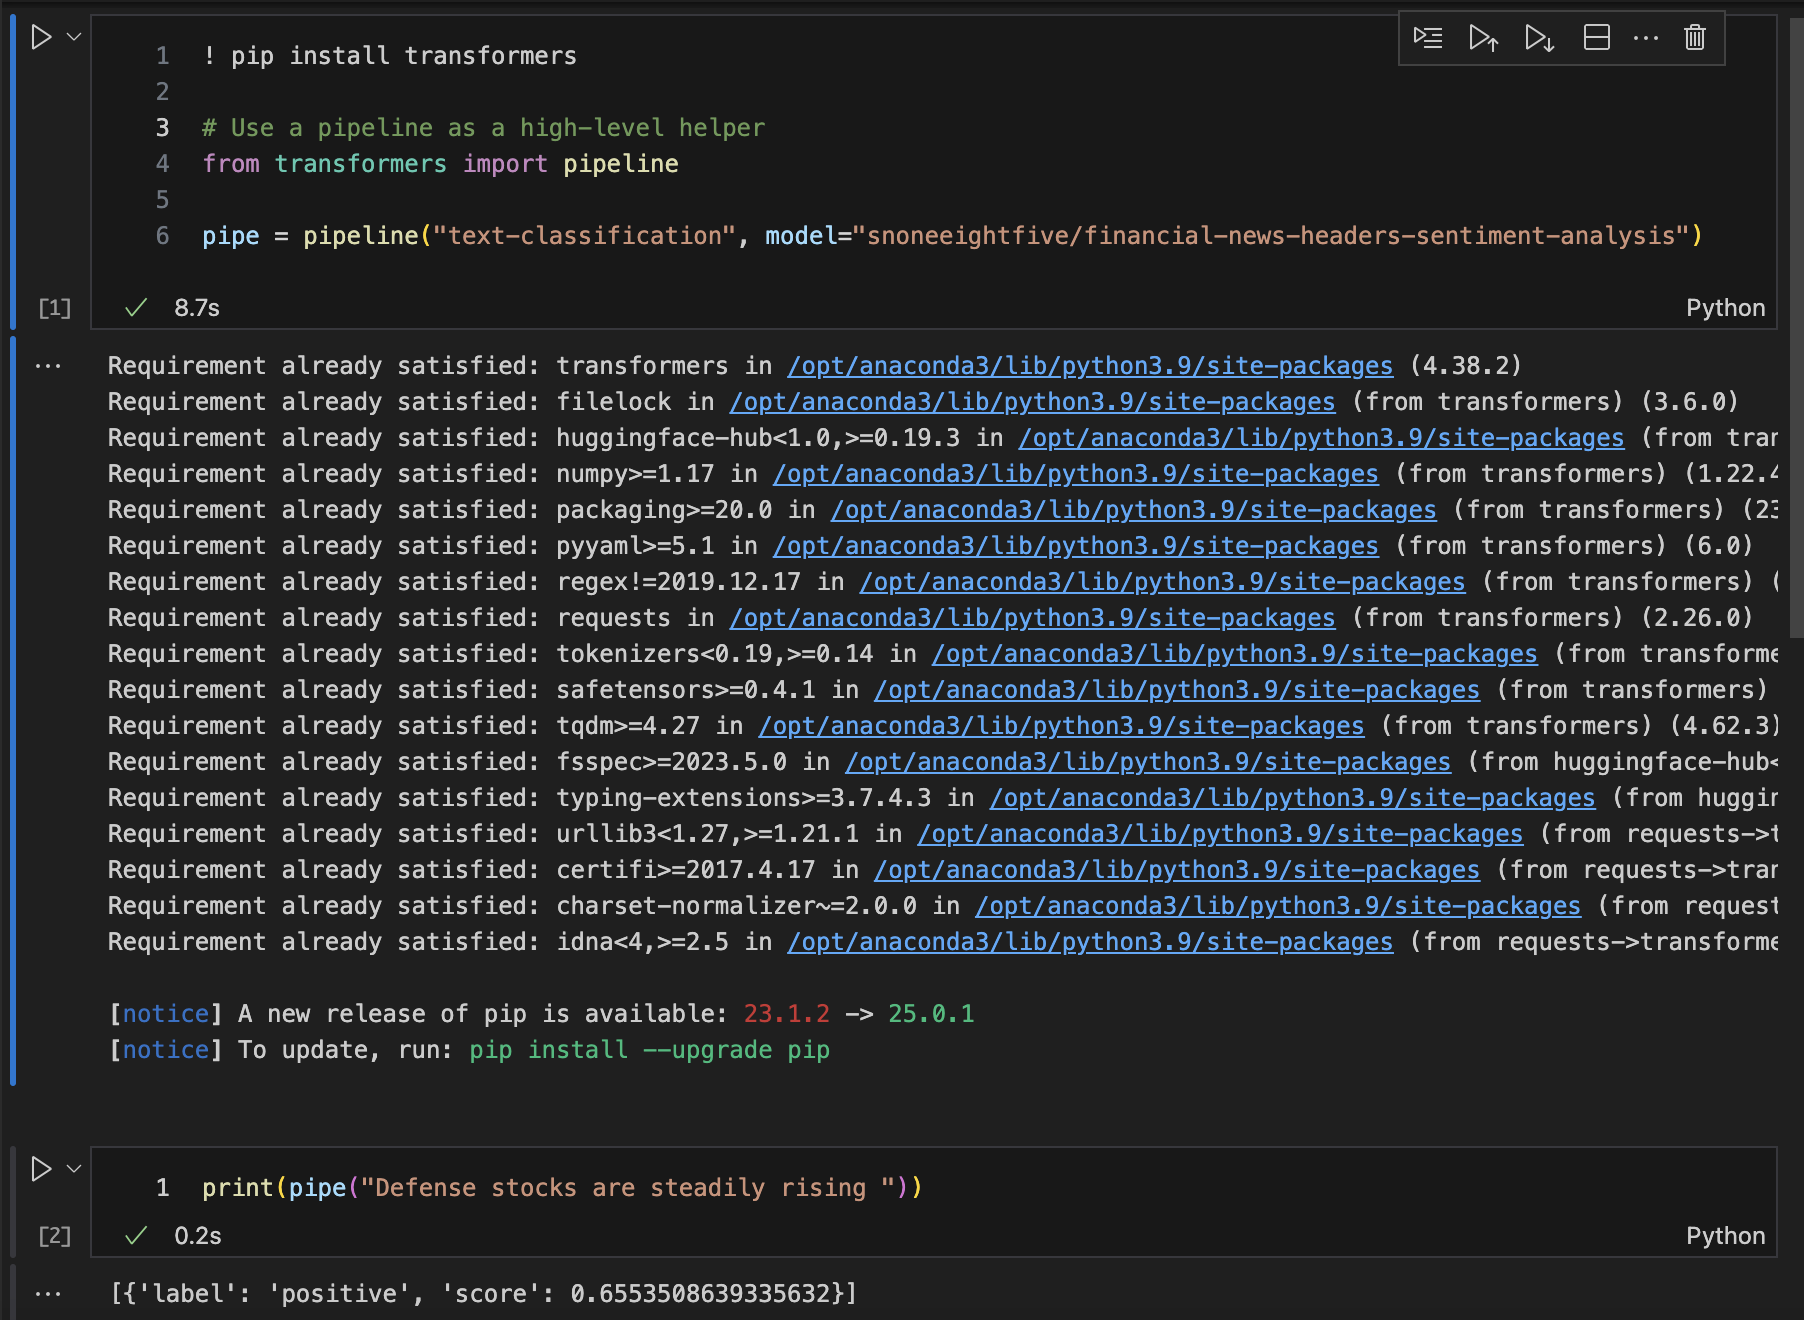 1 ! pip install transformers
2
3 # Use a pipeline as a high-level helper
4 from transformers import pipeline
5
6 pipe = pipeline("text-classification", model="snoneeightfive/financial-news-headers-sentiment-analysis")
[1] ✓ 8.7s Python
... Requirement already satisfied: transformers in /opt/anaconda3/lib/python3.9/site-packages (4.38.2)
Requirement already satisfied: filelock in /opt/anaconda3/lib/python3.9/site-packages (from transformers) (3.6.0)
Requirement already satisfied: huggingface-hub<1.0,>=0.19.3 in /opt/anaconda3/lib/python3.9/site-packages (from tran
Requirement already satisfied: numpy>=1.17 in /opt/anaconda3/lib/python3.9/site-packages (from transformers) (1.22.4
Requirement already satisfied: packaging>=20.0 in /opt/anaconda3/lib/python3.9/site-packages (from transformers) (23
Requirement already satisfied: pyyaml>=5.1 in /opt/anaconda3/lib/python3.9/site-packages (from transformers) (6.0)
Requirement already satisfied: regex!=2019.12.17 in /opt/anaconda3/lib/python3.9/site-packages (from transformers) (
Requirement already satisfied: requests in /opt/anaconda3/lib/python3.9/site-packages (from transformers) (2.26.0)
Requirement already satisfied: tokenizers<0.19,>=0.14 in /opt/anaconda3/lib/python3.9/site-packages (from transforme
Requirement already satisfied: safetensors>=0.4.1 in /opt/anaconda3/lib/python3.9/site-packages (from transformers)
Requirement already satisfied: tqdm>=4.27 in /opt/anaconda3/lib/python3.9/site-packages (from transformers) (4.62.3)
Requirement already satisfied: fsspec>=2023.5.0 in /opt/anaconda3/lib/python3.9/site-packages (from huggingface-hub<
Requirement already satisfied: typing-extensions>=3.7.4.3 in /opt/anaconda3/lib/python3.9/site-packages (from huggin
Requirement already satisfied: urllib3<1.27,>=1.21.1 in /opt/anaconda3/lib/python3.9/site-packages (from requests->t
Requirement already satisfied: certifi>=2017.4.17 in /opt/anaconda3/lib/python3.9/site-packages (from requests->tran
Requirement already satisfied: charset-normalizer~=2.0.0 in /opt/anaconda3/lib/python3.9/site-packages (from request
Requirement already satisfied: idna<4,>=2.5 in /opt/anaconda3/lib/python3.9/site-packages (from requests->transforme
[notice] A new release of pip is available: 23.1.2 -> 25.0.1
[notice] To update, run: pip install --upgrade pip
1 print(pipe("Defense stocks are steadily rising "))
[2] ✓ 0.2s Python
... [{'label': 'positive', 'score': 0.6553508639335632}]